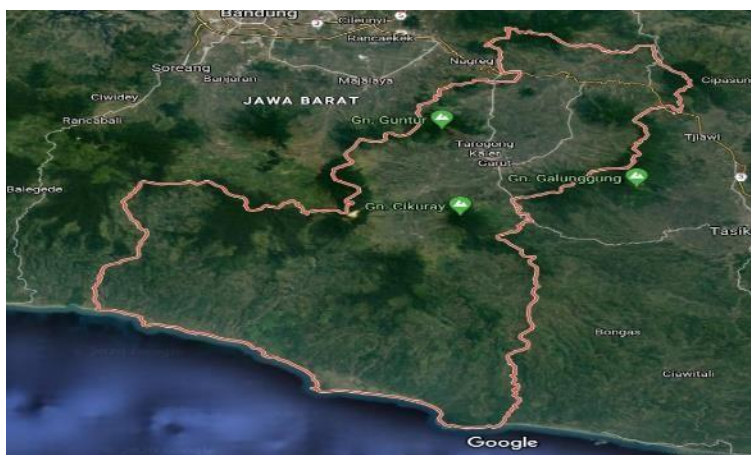 Bandung
Cileunyi
Rancaekek
Soreang
Banjaran
Majalaya
Nagreg
Cipasun
Ciwidey
JAWA BARAT
Rancabali
Gn. Guntur
Tarogong
Kaler
Garut
Tjiawi
Balegede
Gn. Galunggung
Gn. Cikuray
Tasik
Bongas
Ciawitali
Google